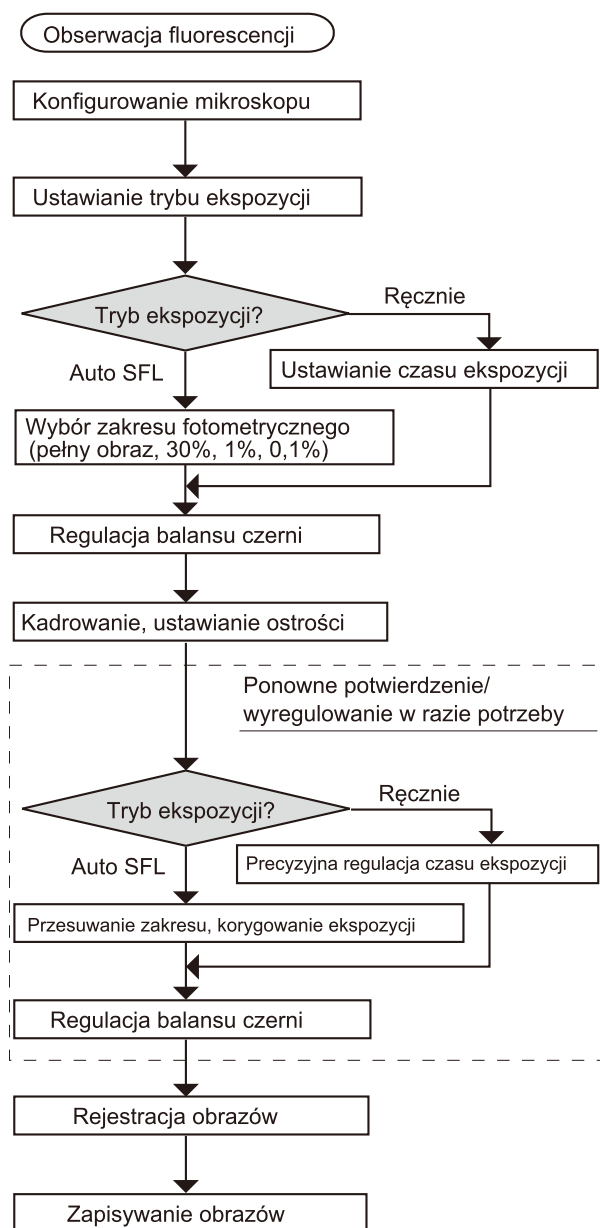 Obserwacja fluorescencji
Konfigurowanie mikroskopu
Ustawianie trybu ekspozycji
Tryb ekspozycji?
Ręcznie
Auto SFL
Ustawianie czasu ekspozycji
Wybór zakresu fotometrycznego
(pełny obraz, 30%, 1%, 0,1%)
Regulacja balansu czerni
Kadrowanie, ustawianie ostrości
Ponowne potwierdzenie/
wyregulowanie w razie potrzeby
Tryb ekspozycji?
Ręcznie
Auto SFL
Precyzyjna regulacja czasu ekspozycji
Przesuwanie zakresu, korygowanie ekspozycji
Regulacja balansu czerni
Rejestracja obrazów
Zapisywanie obrazów